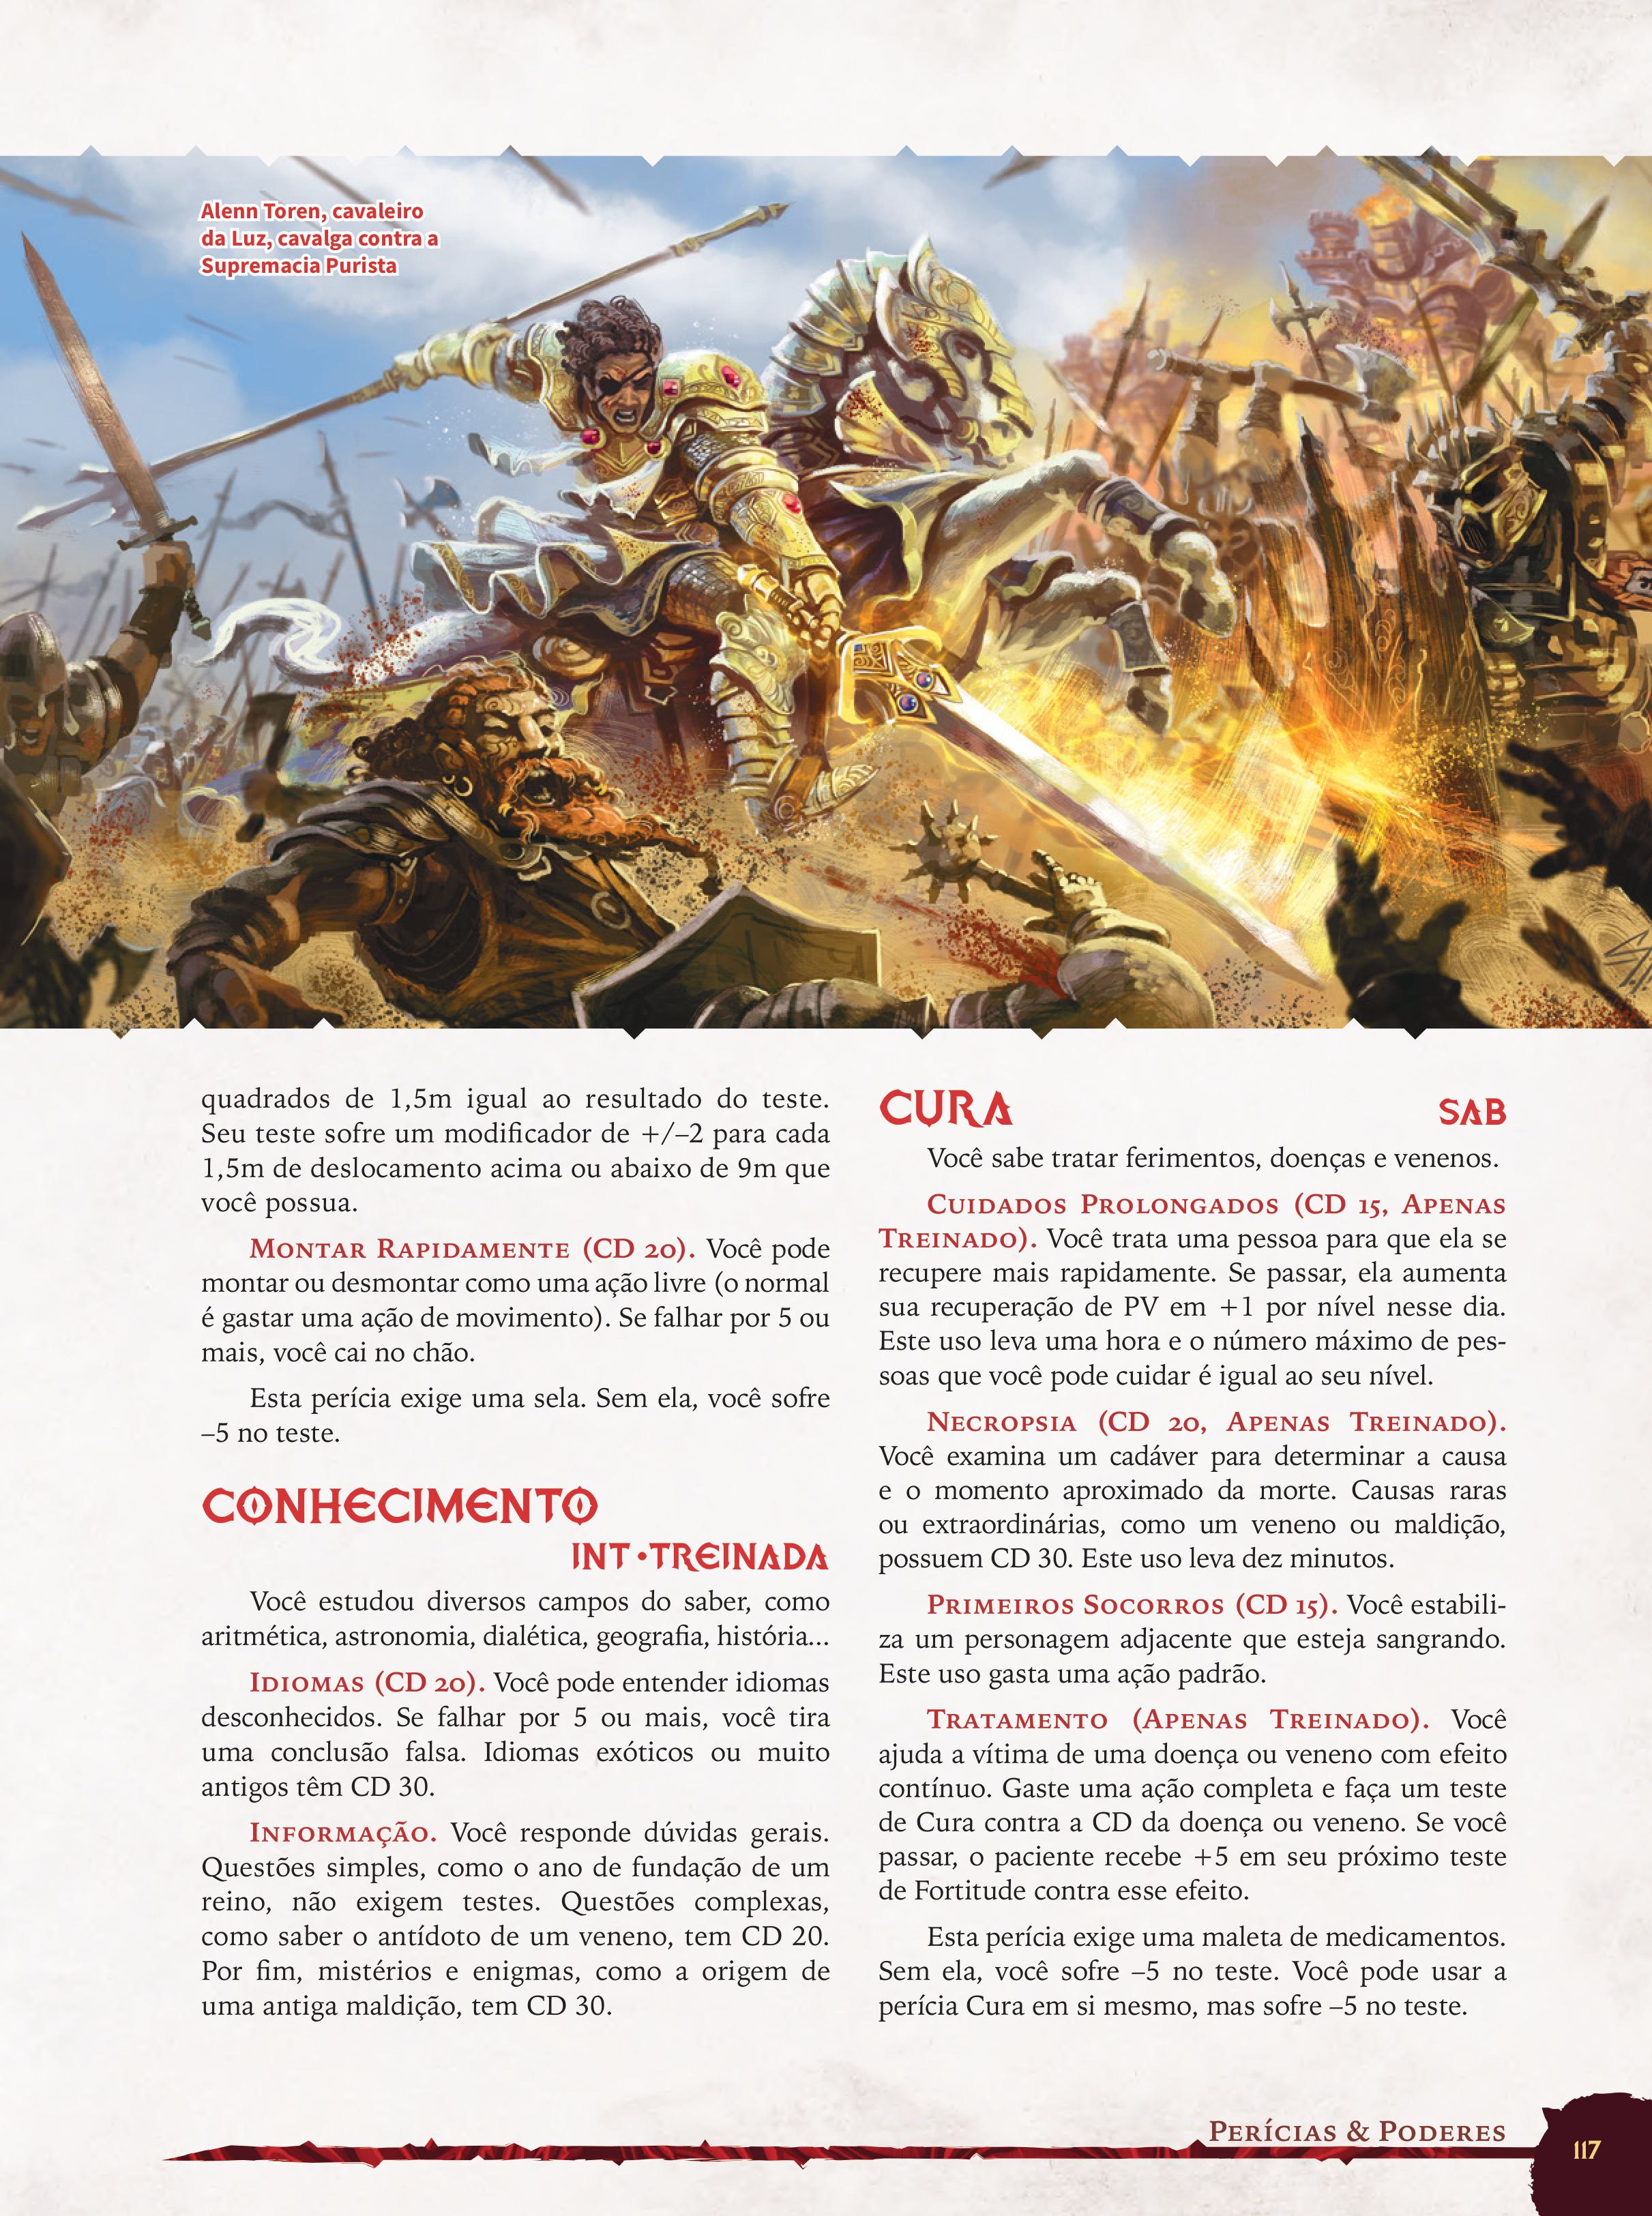 Alenn Toren, cavaleiro
da Luz, cavalga contra a
Supremacia Purista
quadrados de 1,5m igual ao resultado do teste.
Seu teste sofre um modificador de +/–2 para cada
1,5m de deslocamento acima ou abaixo de 9m que
você possua.
Montar Rapidamente (CD 20). Você pode
montar ou desmontar como uma ação livre (o normal
é gastar uma ação de movimento). Se falhar por 5 ou
mais, você cai no chão.
Esta perícia exige uma sela. Sem ela, você sofre
–5 no teste.
CONHECIMENTO
INT • TREINADA
Você estudou diversos campos do saber, como
aritmética, astronomia, dialética, geografia, história...
Idiomas (CD 20). Você pode entender idiomas
desconhecidos. Se falhar por 5 ou mais, você tira
uma conclusão falsa. Idiomas exóticos ou muito
antigos têm CD 30.
Informação. Você responde dúvidas gerais.
Questões simples, como o ano de fundação de um
reino, não exigem testes. Questões complexas,
como saber o antídoto de um veneno, tem CD 20.
Por fim, mistérios e enigmas, como a origem de
uma antiga maldição, tem CD 30.
CURA SAB
Você sabe tratar ferimentos, doenças e venenos.
Cuidados Prolongados (CD 15, Apenas
Treinado). Você trata uma pessoa para que ela se
recupere mais rapidamente. Se passar, ela aumenta
sua recuperação de PV em +1 por nível nesse dia.
Este uso leva uma hora e o número máximo de pes-
soas que você pode cuidar é igual ao seu nível.
Necropsia (CD 20, Apenas Treinado).
Você examina um cadáver para determinar a causa
e o momento aproximado da morte. Causas raras
ou extraordinárias, como um veneno ou maldição,
possuem CD 30. Este uso leva dez minutos.
Primeiros Socorros (CD 15). Você estabili-
za um personagem adjacente que esteja sangrando.
Este uso gasta uma ação padrão.
Tratamento (Apenas Treinado). Você
ajuda a vítima de uma doença ou veneno com efeito
contínuo. Gaste uma ação completa e faça um teste
de Cura contra a CD da doença ou veneno. Se você
passar, o paciente recebe +5 em seu próximo teste
de Fortitude contra esse efeito.
Esta perícia exige uma maleta de medicamentos.
Sem ela, você sofre –5 no teste. Você pode usar a
perícia Cura em si mesmo, mas sofre –5 no teste.
Perícias & Poderes
117